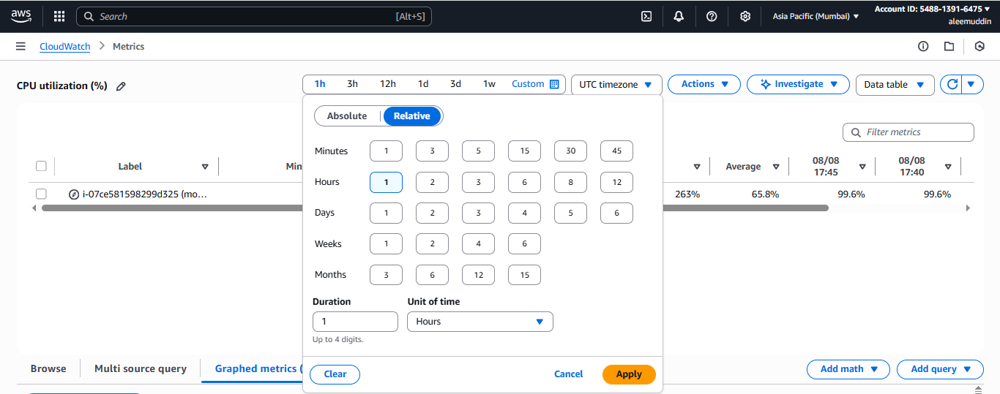 aws Search [Alt+S] Asia Pacific (Mumbai) Account ID: 5488-1391-6475
aleemuddin
CloudWatch Metrics
CPU utilization (%) 1h 3h 12h 1d 3d 1w Custom UTC timezone Actions Investigate Data table
Absolute Relative
Filter metrics
Minutes 1 3 5 15 30 45
Label Min Average 08/08 17:45 08/08 17:40
Hours 1 2 3 6 8 12
i-07ce581598299d325 (mo... 263% 65.8% 99.6% 99.6%
Days 1 2 3 4 5 6
Weeks 1 2 4 6
Months 3 6 12 15
Duration Unit of time
1 Hours
Up to 4 digits.
Browse Multi source query Graphed metrics ( Add math Add query
Clear Cancel Apply